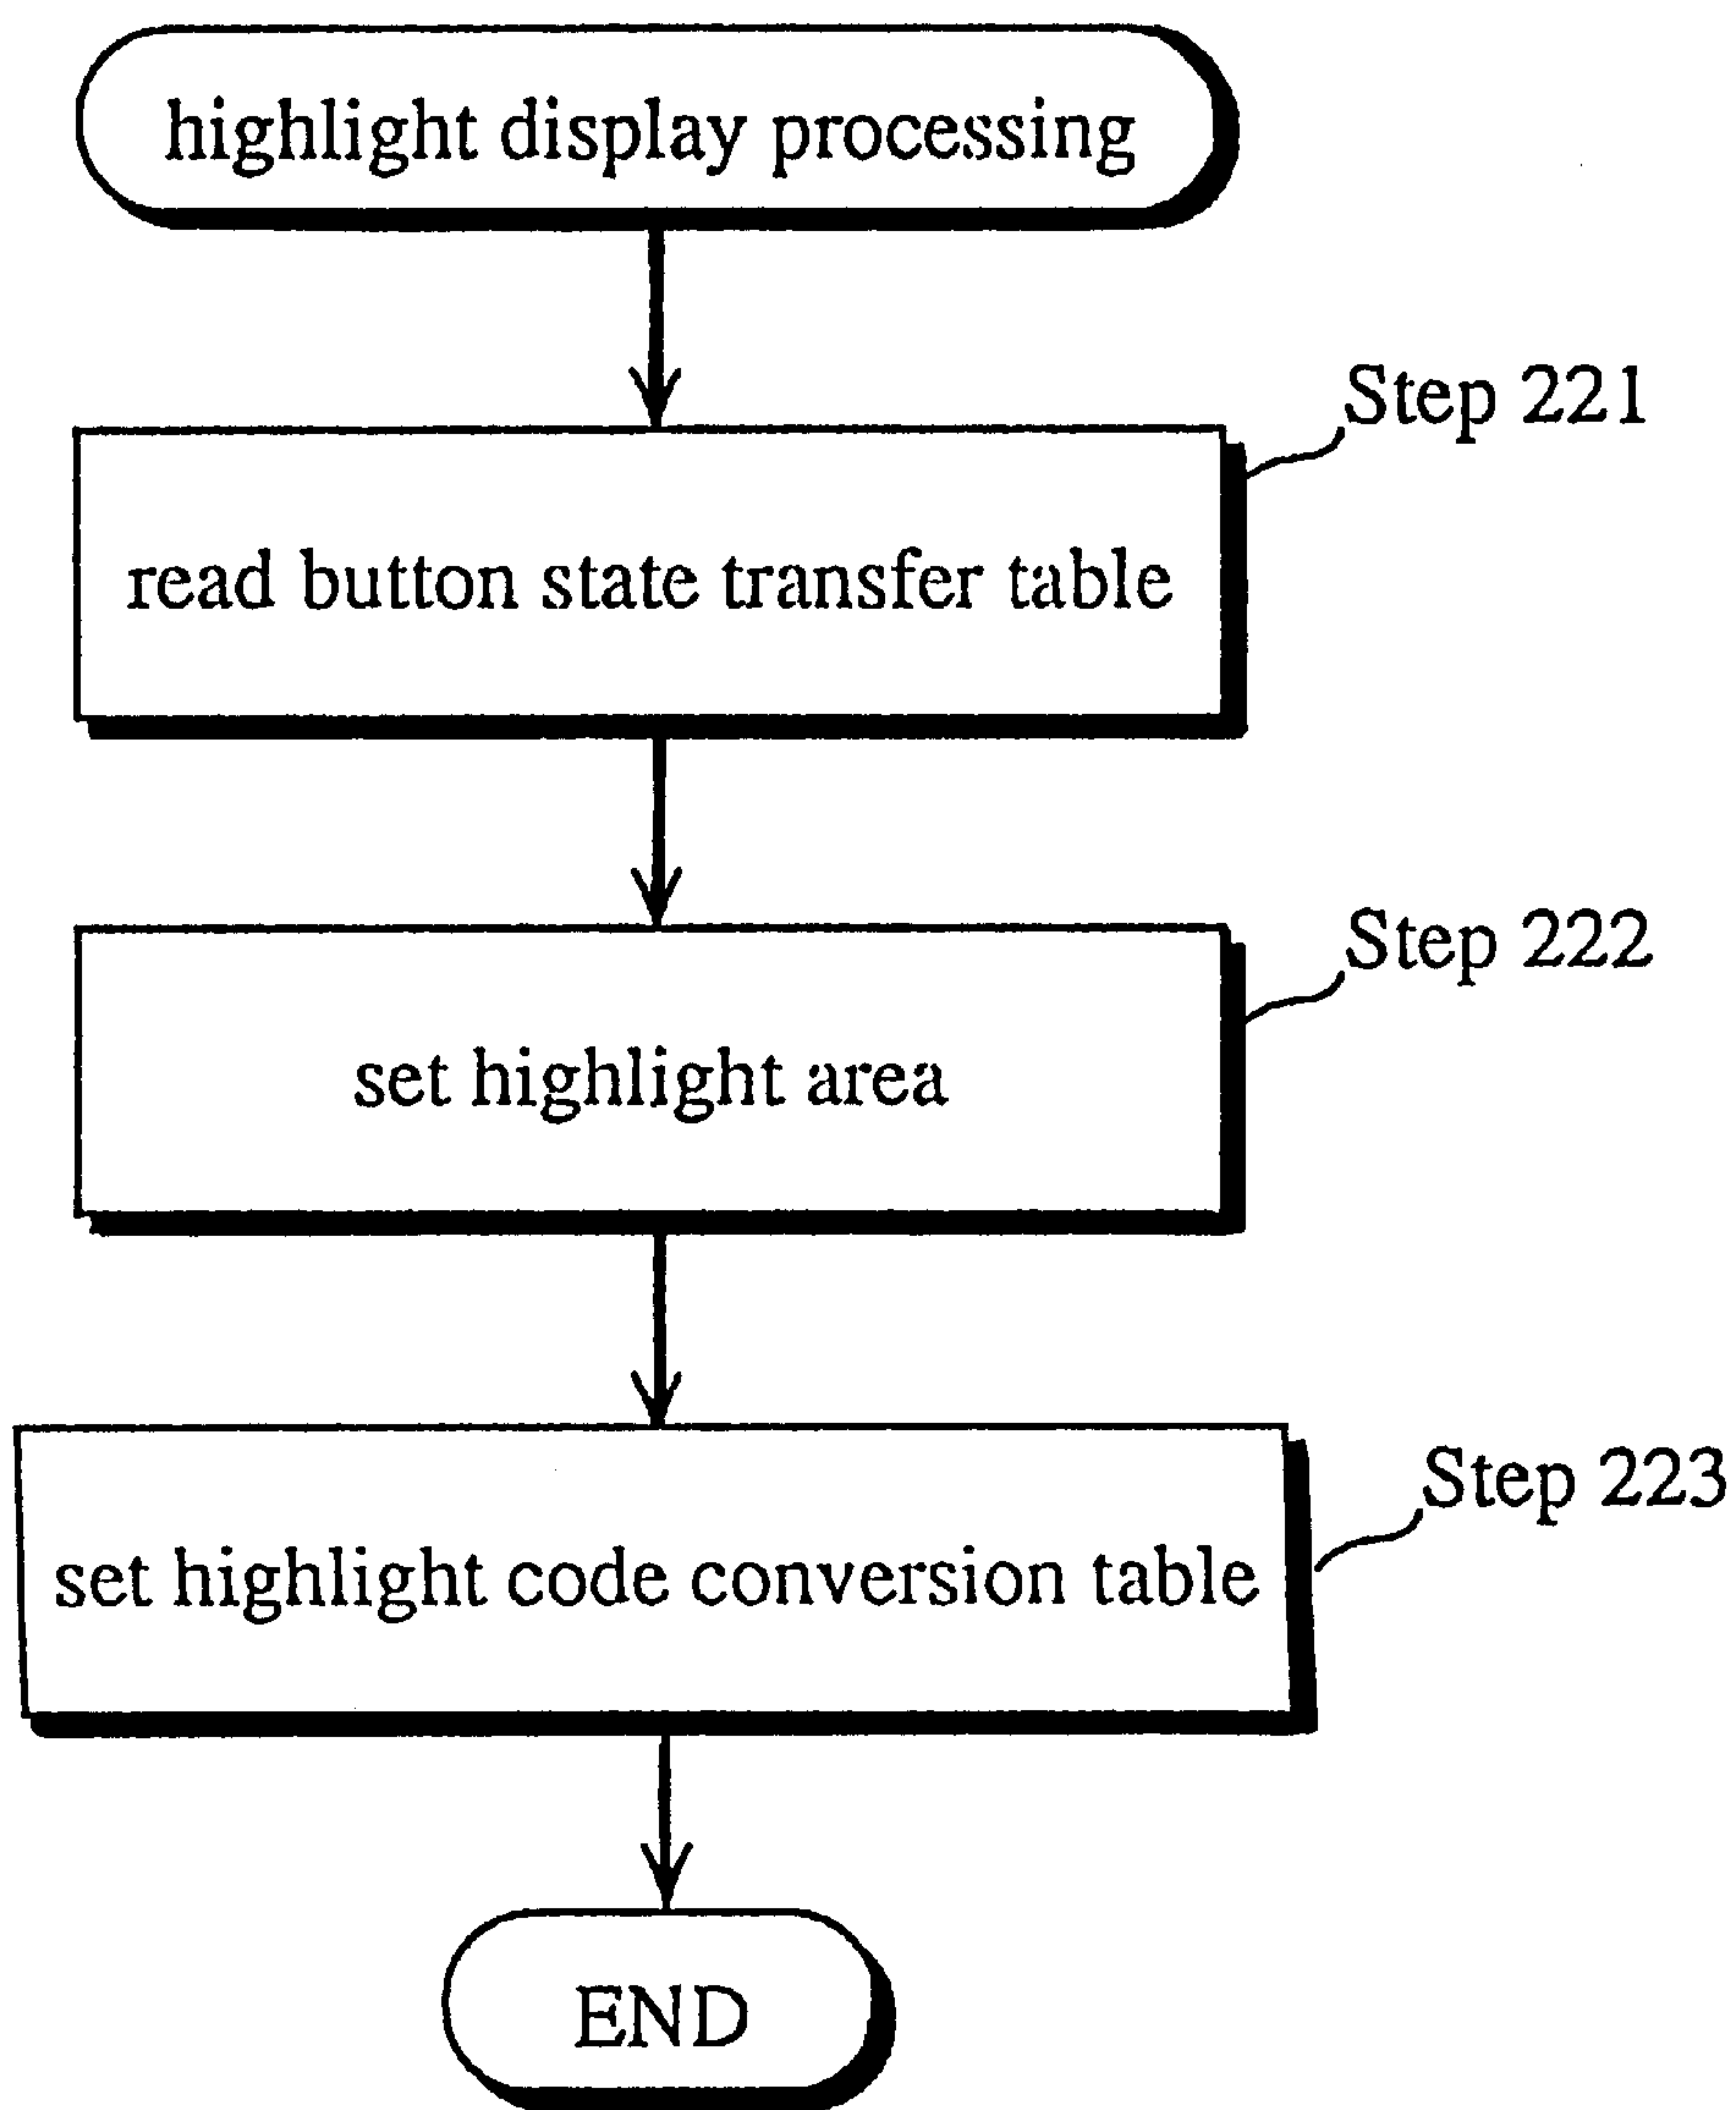 highlight display processing
Step 221
read button state transfer table
Step 222
set highlight area
Step 223
set highlight code conversion table
END